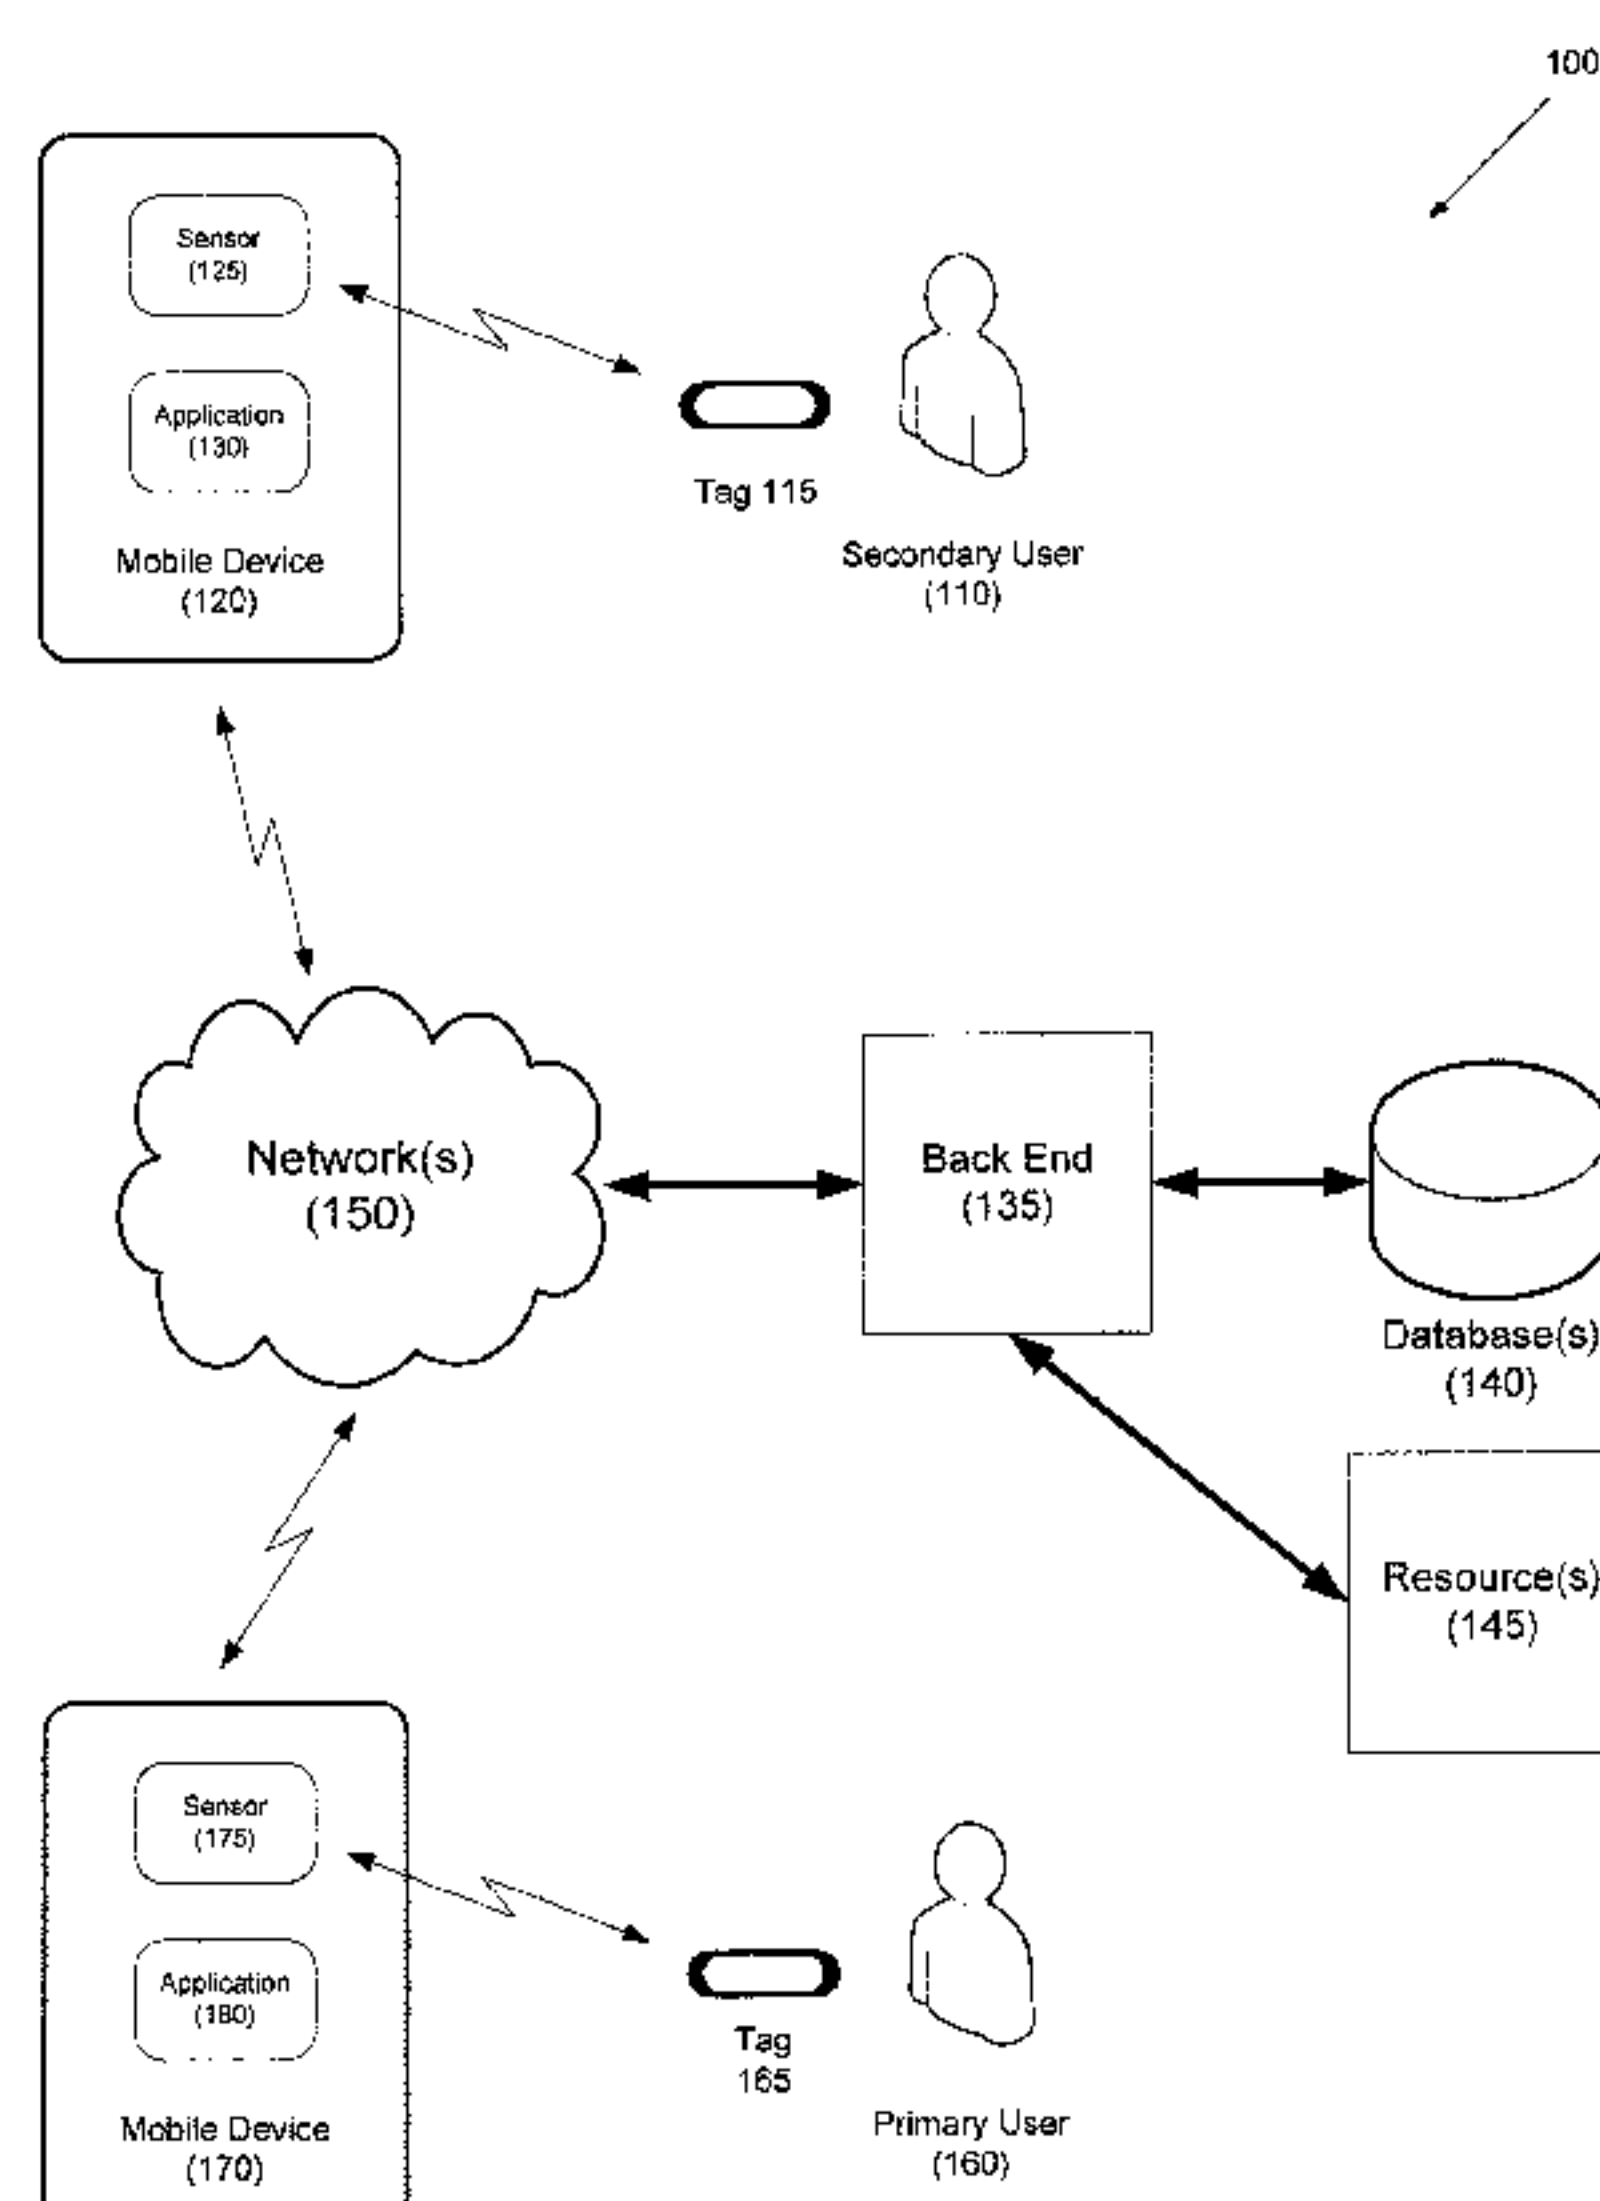 100
Sensor
(125)
Application
(130)
Mobile Device
(120)
Tag 115
Secondary User
(110)
Network(s)
(150)
Back End
(135)
Database(s)
(140)
Resource(s)
(145)
Sensor
(175)
Application
(180)
Mobile Device
(170)
Tag
165
Primary User
(160)